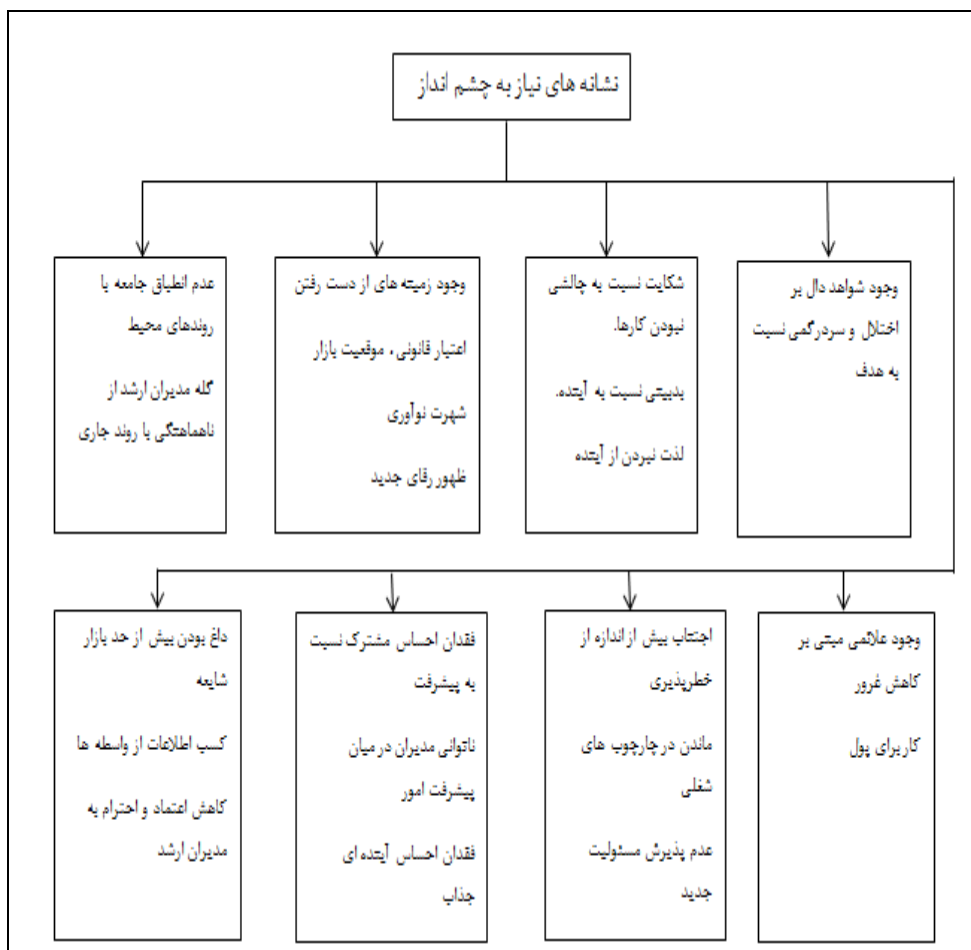 نشانه های نیاز به چشم انداز
وجود شواهد دال بر
اختلال و سردرگمی نسبت
به هدف
شکایت نسبت به چالشی
نبودن کارها.
بدبینی نسبت به آینده.
لذت نبردن از آینده
وجود زمینه های از دست رفتن
اعتبار قانونی ، موقعیت بازار
شهرت نوآوری
ظهور رقای جدید
عدم انطباق جامعه با
روندهای محیط
گله مدیران ارشد از
ناهماهنگی با روند جاری
وجود علائمی مبنی بر
کاهش غرور
کار برای پول
اجتناب بیش از اندازه از
خطرپذیری
ماندن در چارچوب های
شغلی
عدم پذیرش مسئولیت
جدید
فقدان احساس مشترک نسبت
به پیشرفت
ناتوانی مدیران در میان
پیشرفت امور
فقدان احساس آینده ای
جذاب
داغ بودن بیش از حد بازار
شایعه
کسب اطلاعات از واسطه ها
کاهش اعتماد و احترام به
مدیران ارشد